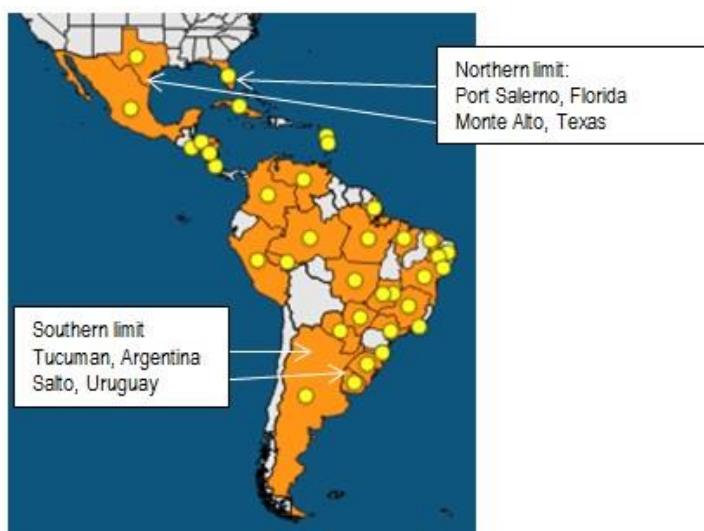 Northern limit:
Port Salerno, Florida
Monte Alto, Texas
Southern limit
Tucuman, Argentina
Salto, Uruguay